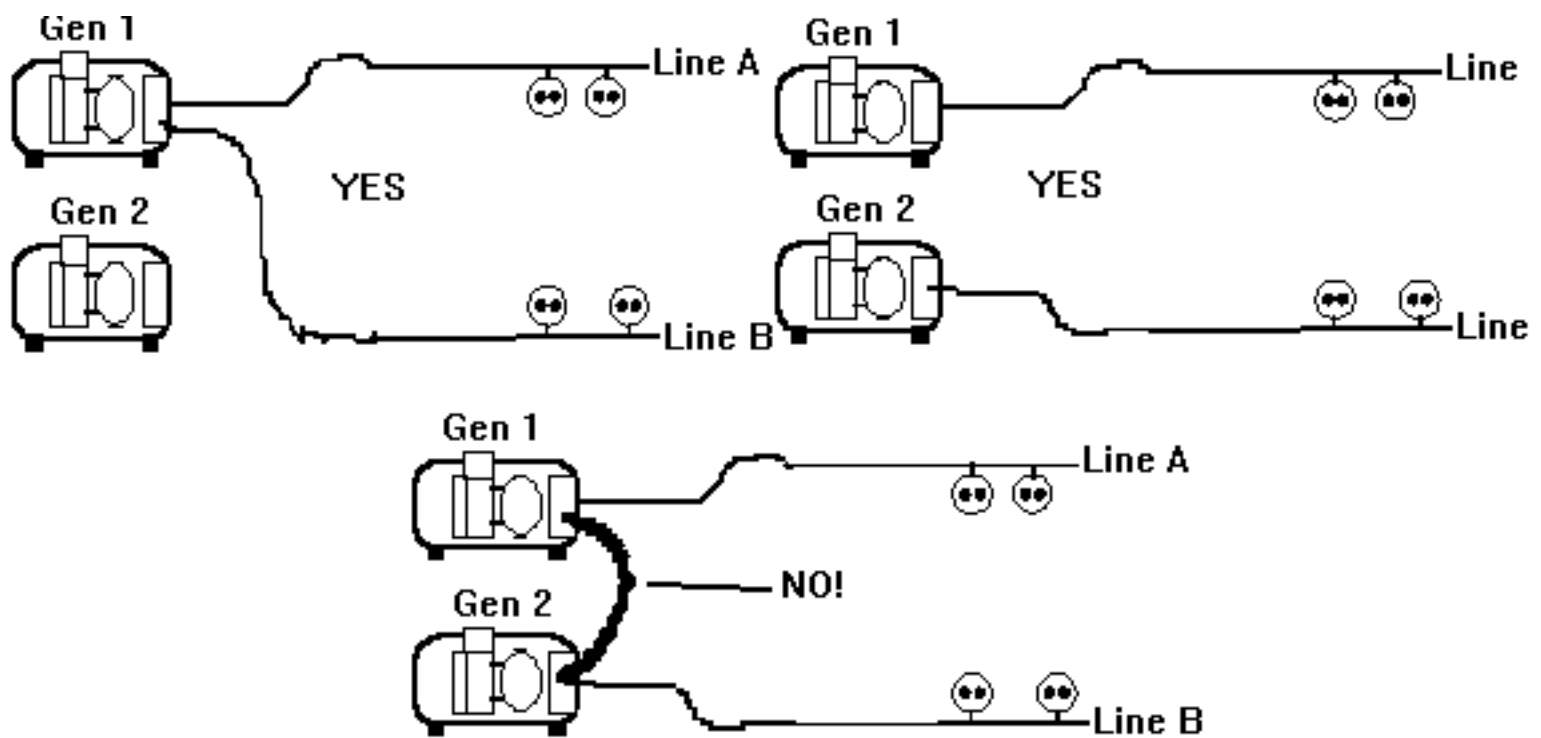 Gen 1
Line A
YES
Gen 2
Line B
Gen 1
Line
YES
Gen 2
Line
Gen 1
Line A
NO!
Gen 2
Line B